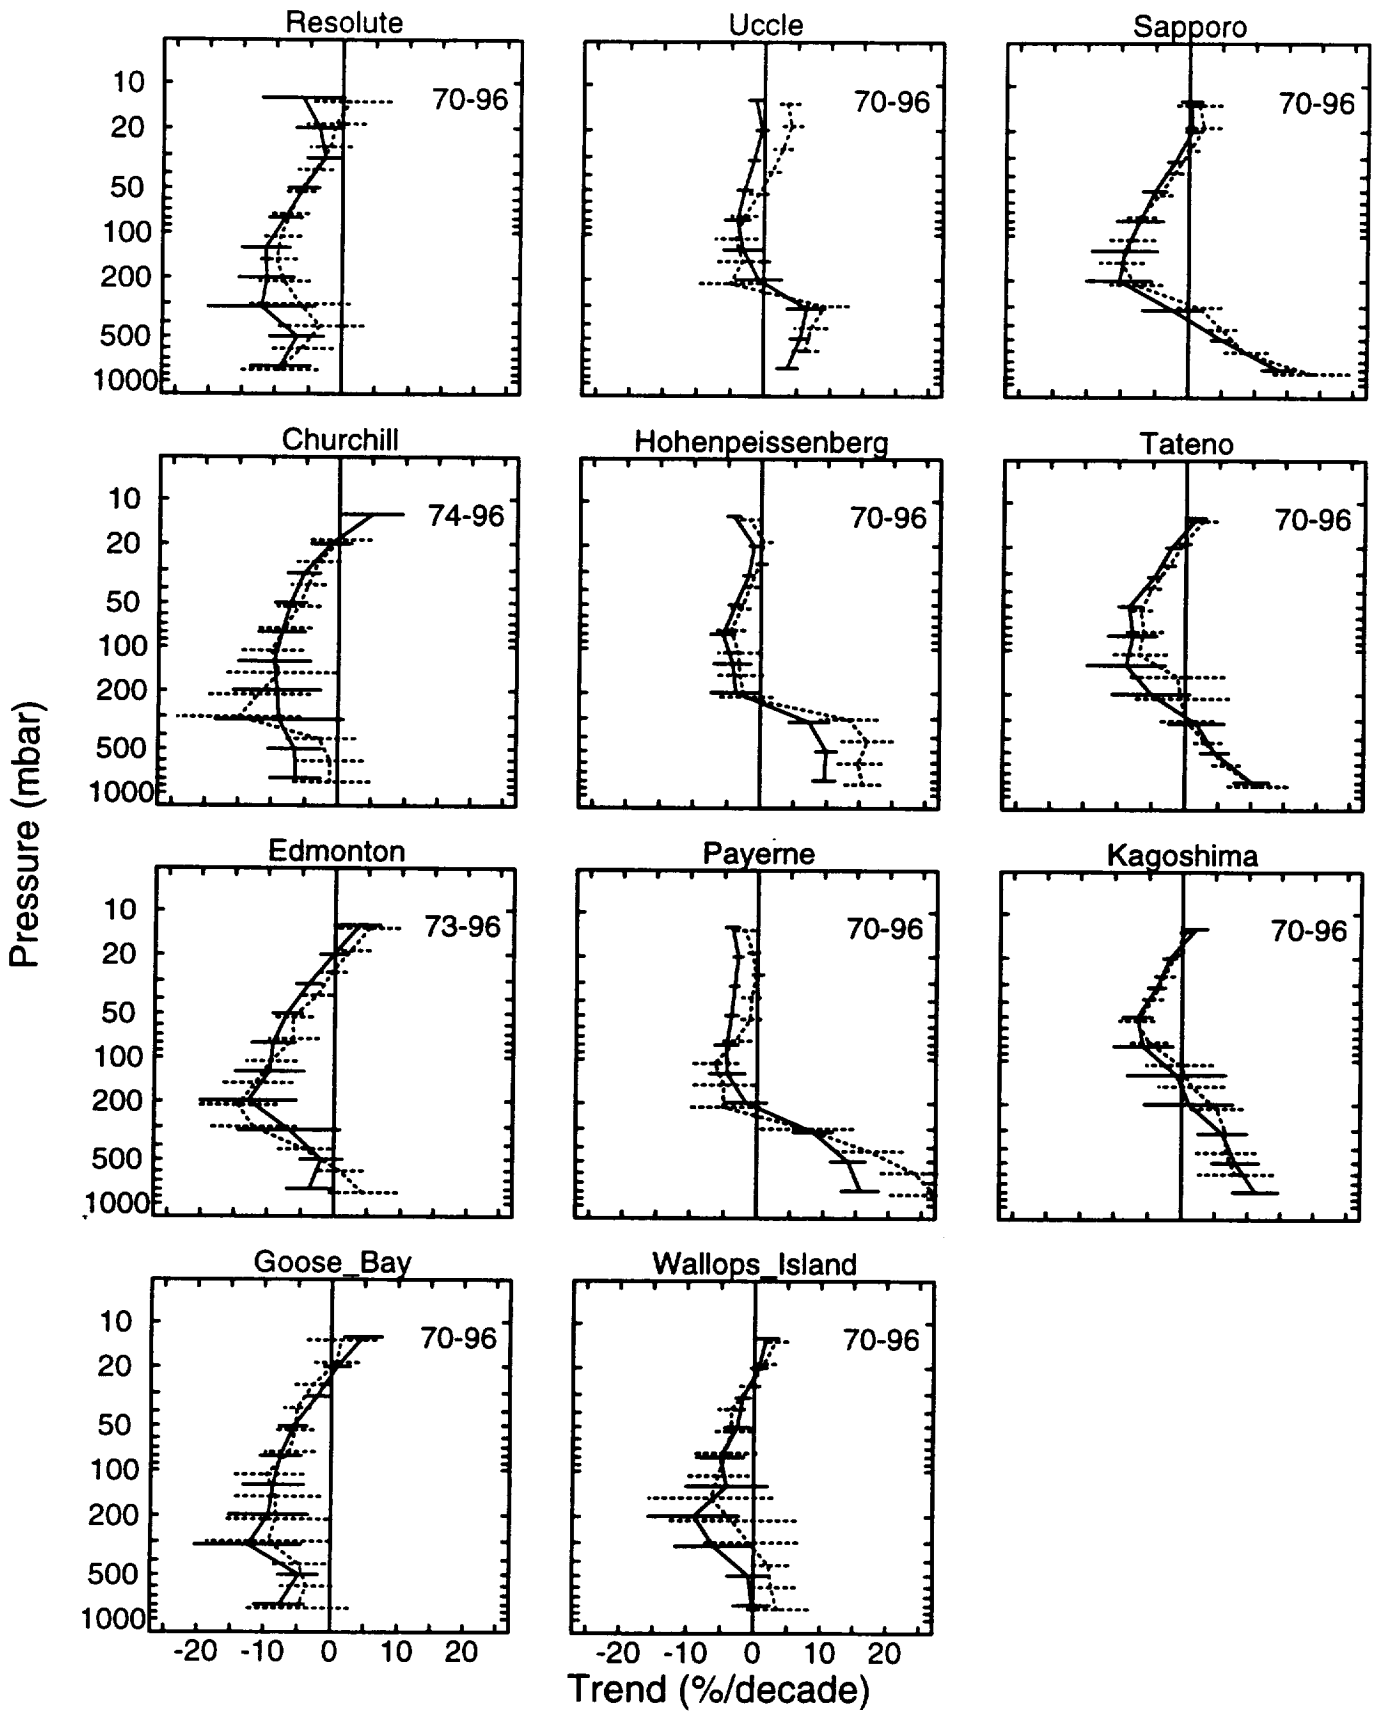 Resolute Uccle Sapporo
10 70-96 70-96 70-96
20
50
100
200
500
1000
Churchill Hohenpeissenberg Tateno
10 74-96 70-96 70-96
20
50
100
200
500
1000
Pressure (mbar)
Edmonton Payerne Kagoshima
10 73-96 70-96 70-96
20
50
100
200
500
1000
Goose_Bay Wallops_Island
10 70-96 70-96
20
50
100
200
500
1000
-20 -10 0 10 20 -20 -10 0 10 20
Trend (%/decade)